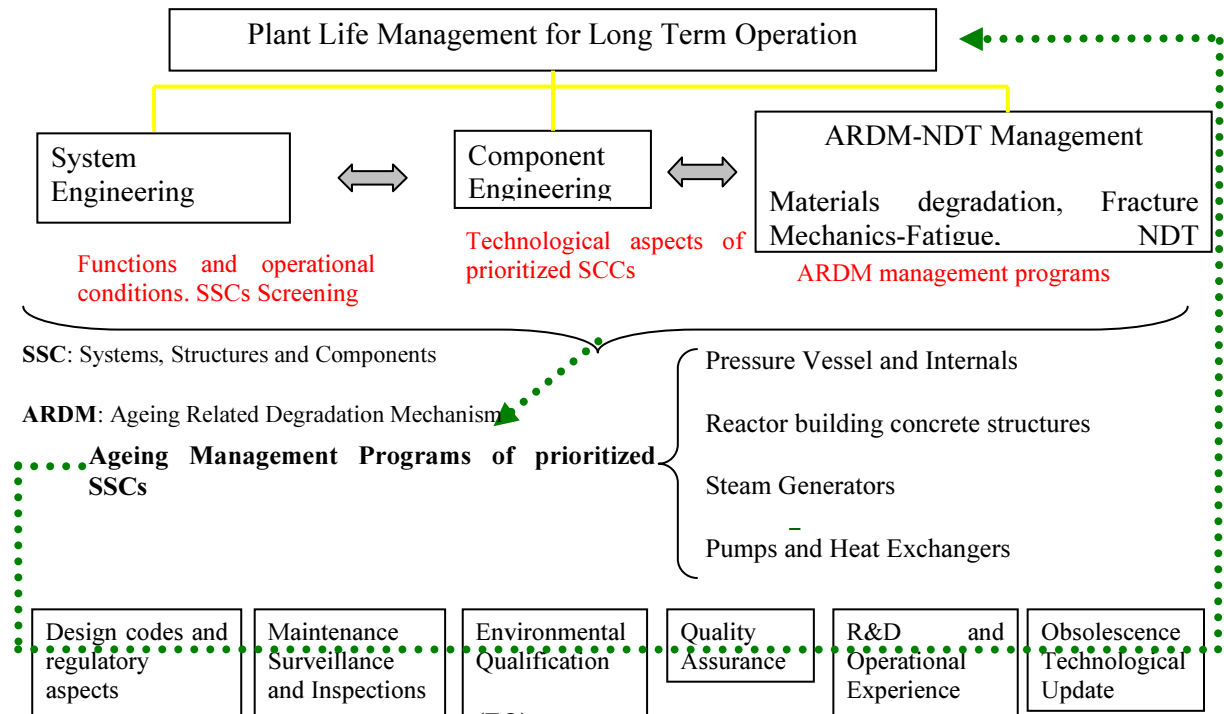 Plant Life Management for Long Term Operation
System
Engineering
Component
Engineering
ARDM-NDT Management
Materials degradation, Fracture
Mechanics-Fatigue, NDT
Functions and operational
conditions. SSCs Screening
Technological aspects of
prioritized SCCs
ARDM management programs
SSC: Systems, Structures and Components
ARDM: Ageing Related Degradation Mechanism
Ageing Management Programs of prioritized
SSCs
Pressure Vessel and Internals
Reactor building concrete structures
Steam Generators
Pumps and Heat Exchangers
Design codes and
regulatory
aspects
Maintenance
Surveillance
and Inspections
Environmental
Qualification
Quality
Assurance
R&D and
Operational
Experience
Obsolescence
Technological
Update